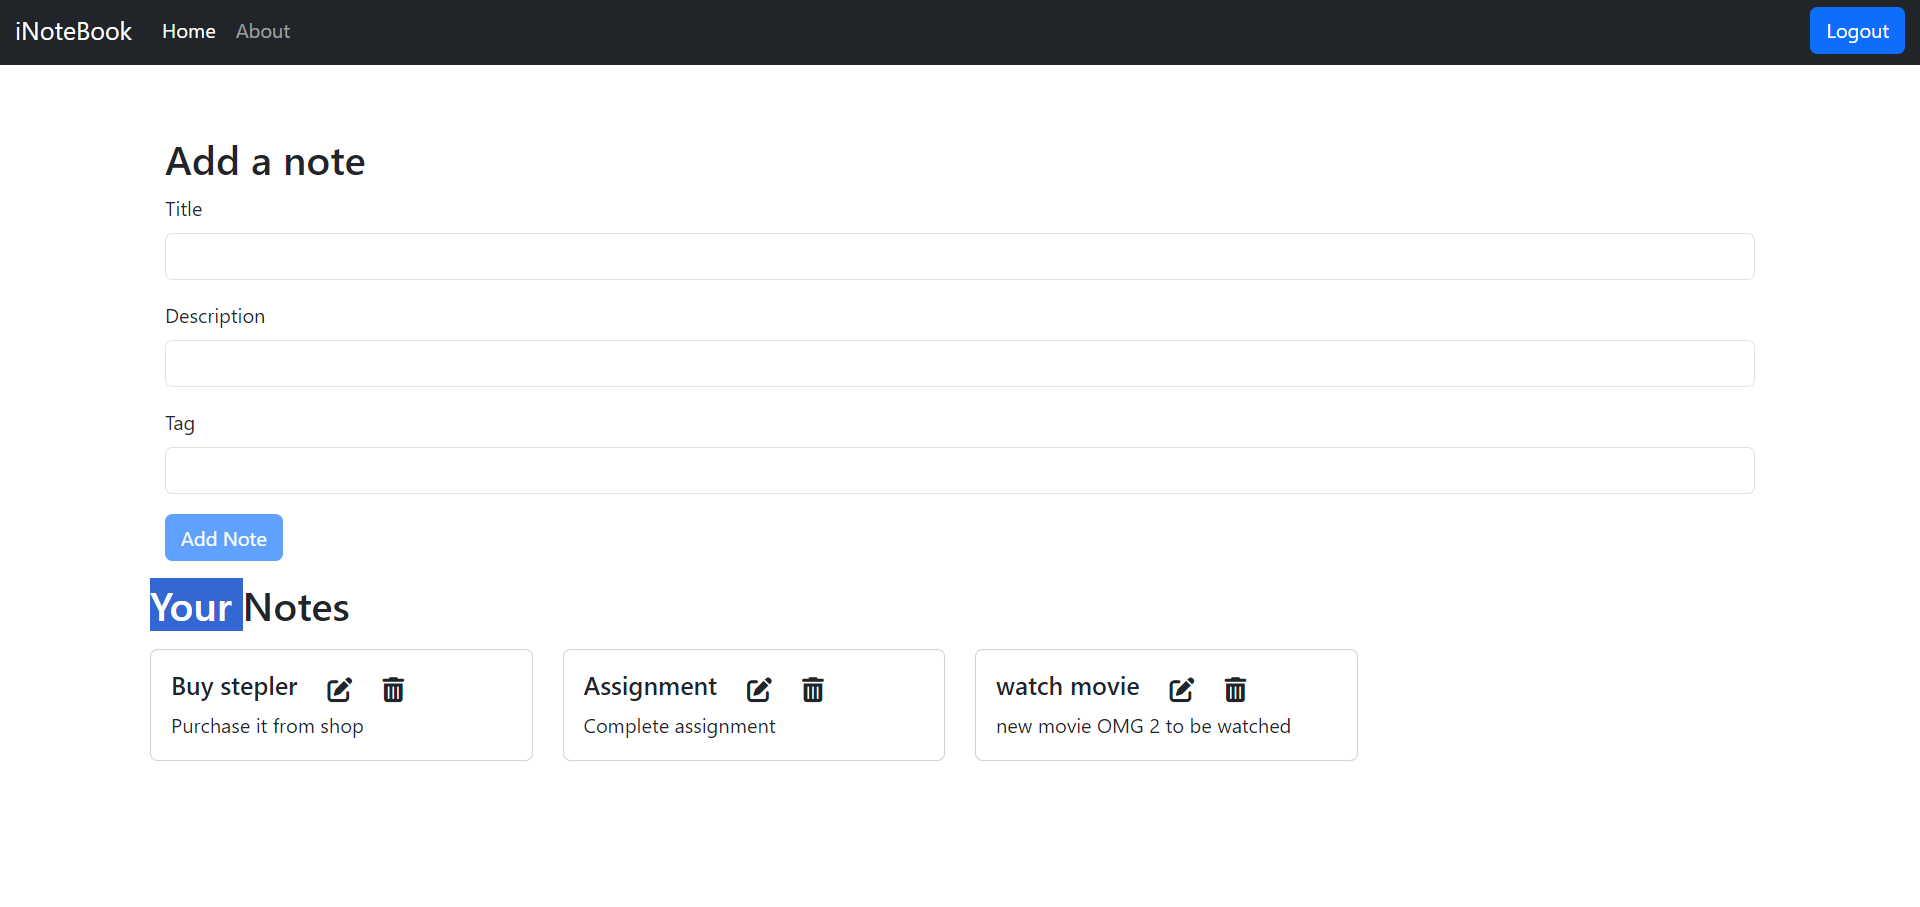 iNoteBook Home About Logout
Add a note
Title
Description
Tag
Add Note
Your Notes
Buy stepler
Purchase it from shop
Assignment
Complete assignment
watch movie
new movie OMG 2 to be watched